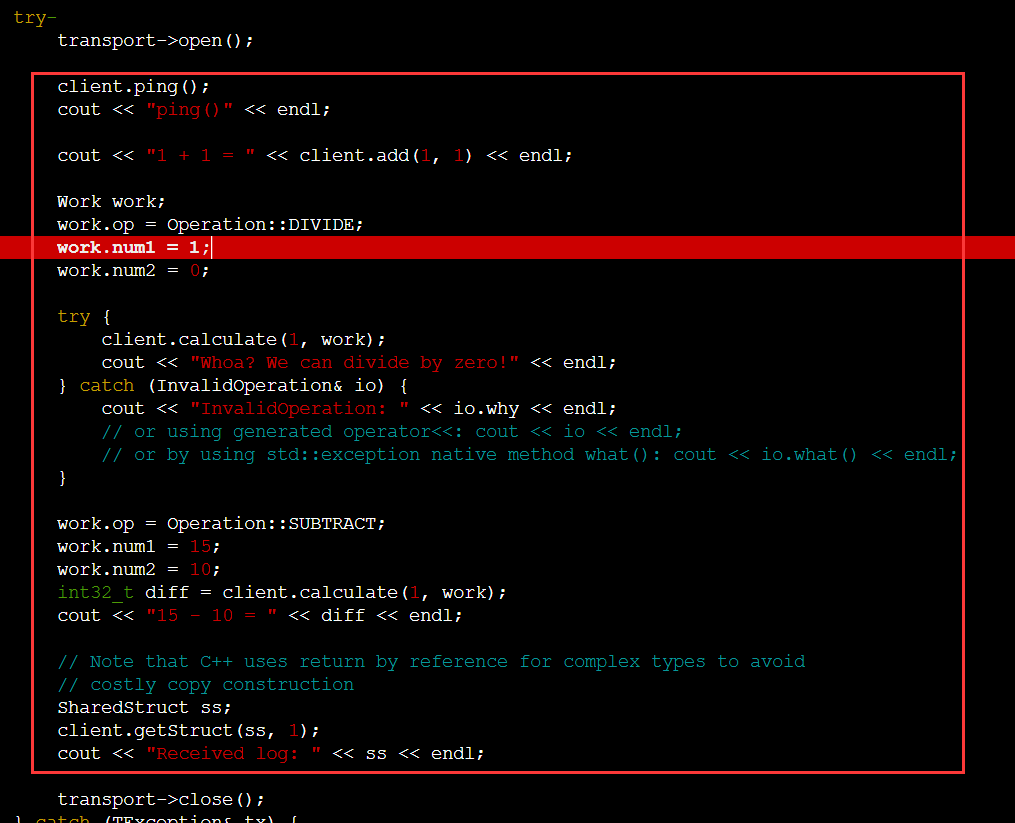 try-
transport->open();
client.ping();
cout << "ping()" << endl;
cout << "1 + 1 = " << client.add(1, 1) << endl;
Work work;
work.op = Operation::DIVIDE;
work.num1 = 1;
work.num2 = 0;
try {
client.calculate(1, work);
cout << "Whoa? We can divide by zero!" << endl;
} catch (InvalidOperation& io) {
cout << "InvalidOperation: " << io.why << endl;
// or using generated operator<<: cout << io << endl;
// or by using std::exception native method what(): cout << io.what() << endl;
}
work.op = Operation::SUBTRACT;
work.num1 = 15;
work.num2 = 10;
int32_t diff = client.calculate(1, work);
cout << "15 - 10 = " << diff << endl;
// Note that C++ uses return by reference for complex types to avoid
// costly copy construction
SharedStruct ss;
client.getStruct(ss, 1);
cout << "Received log: " << ss << endl;
transport->close();
} catch (TException& tx) {